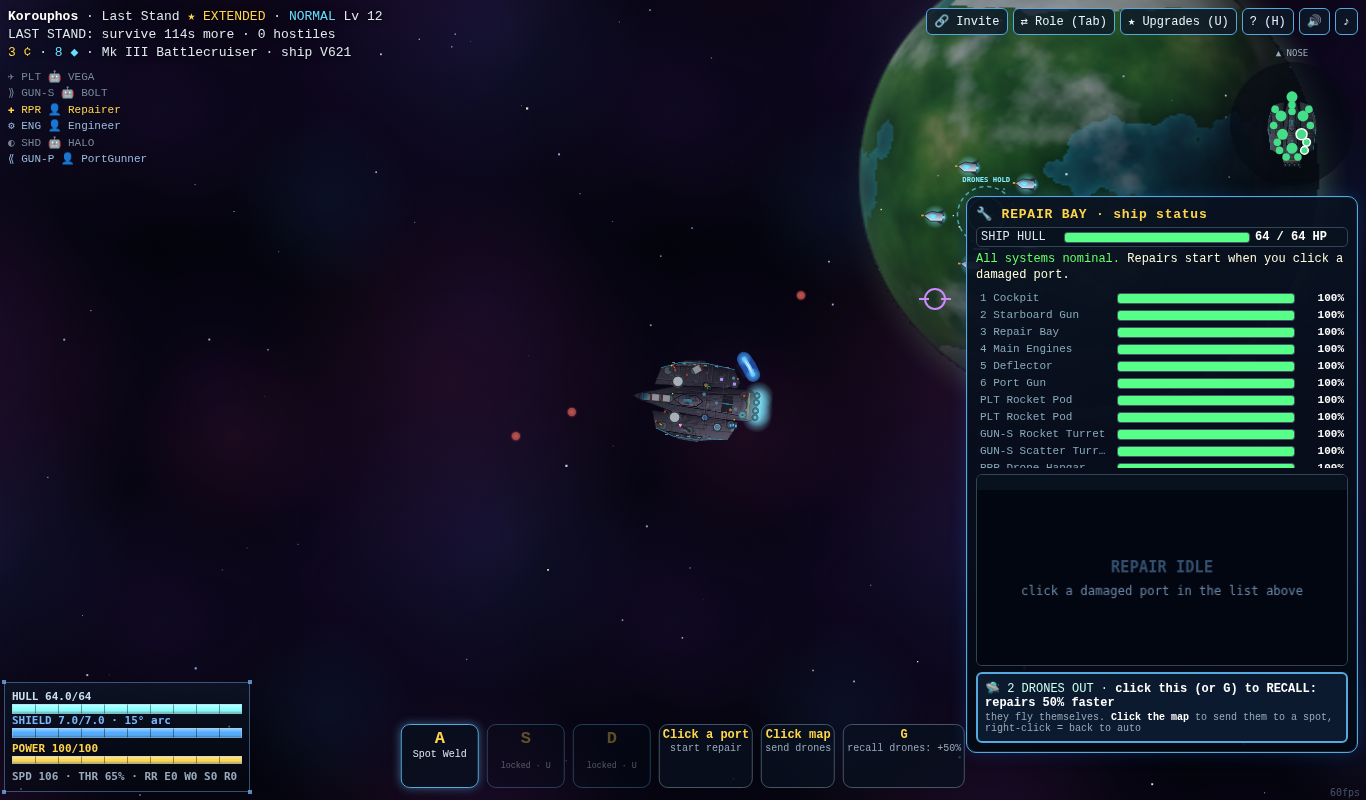 Korouphos · Last Stand ★ EXTENDED · NORMAL Lv 12
LAST STAND: survive 114s more · 0 hostiles
3 ¢ · 8 ◆ · Mk III Battlecruiser · ship V621
PLT VEGA
GUN-S BOLT
RPR Repairer
ENG Engineer
SHD HALO
GUN-P PortGunner
Invite
Role (Tab)
★ Upgrades (U)
? (H)
▲ NOSE
DRONES HOLD
REPAIR BAY · ship status
SHIP HULL 64 / 64 HP
All systems nominal. Repairs start when you click a
damaged port.
1 Cockpit 100%
2 Starboard Gun 100%
3 Repair Bay 100%
4 Main Engines 100%
5 Deflector 100%
6 Port Gun 100%
PLT Rocket Pod 100%
PLT Rocket Pod 100%
GUN-S Rocket Turret 100%
GUN-S Scatter Turr… 100%
RPR Drone Hangar 100%
REPAIR IDLE
click a damaged port in the list above
2 DRONES OUT · click this (or G) to RECALL:
repairs 50% faster
they fly themselves. Click the map to send them to a spot,
right-click = back to auto
HULL 64.0/64
SHIELD 7.0/7.0 · 15° arc
POWER 100/100
SPD 106 · THR 65% · RR E0 W0 S0 R0
A
Spot Weld
S
locked · U
D
locked · U
Click a port
start repair
Click map
send drones
G
recall drones: +50%
60fps